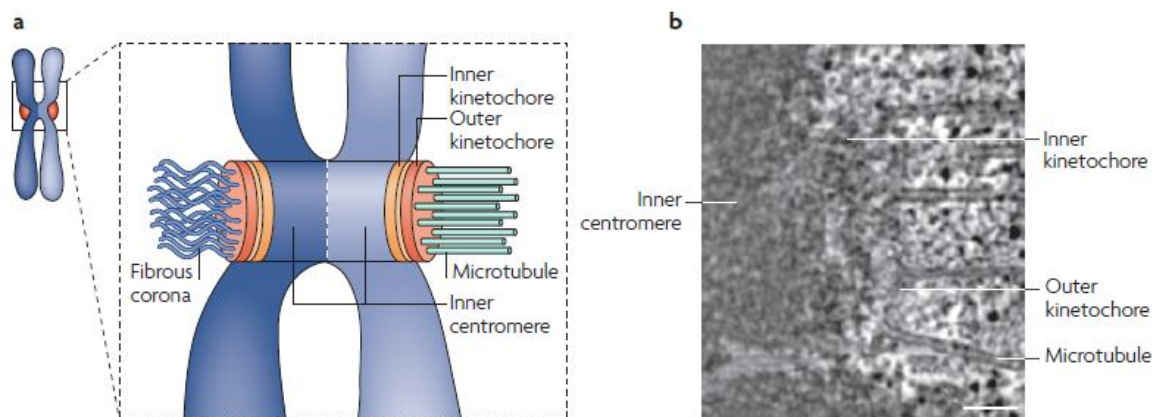 a
Inner
kinetochore
Outer
kinetochore
Fibrous
corona
Microtubule
Inner
centromere
b
Inner
kinetochore
Inner
centromere
Outer
kinetochore
Microtubule